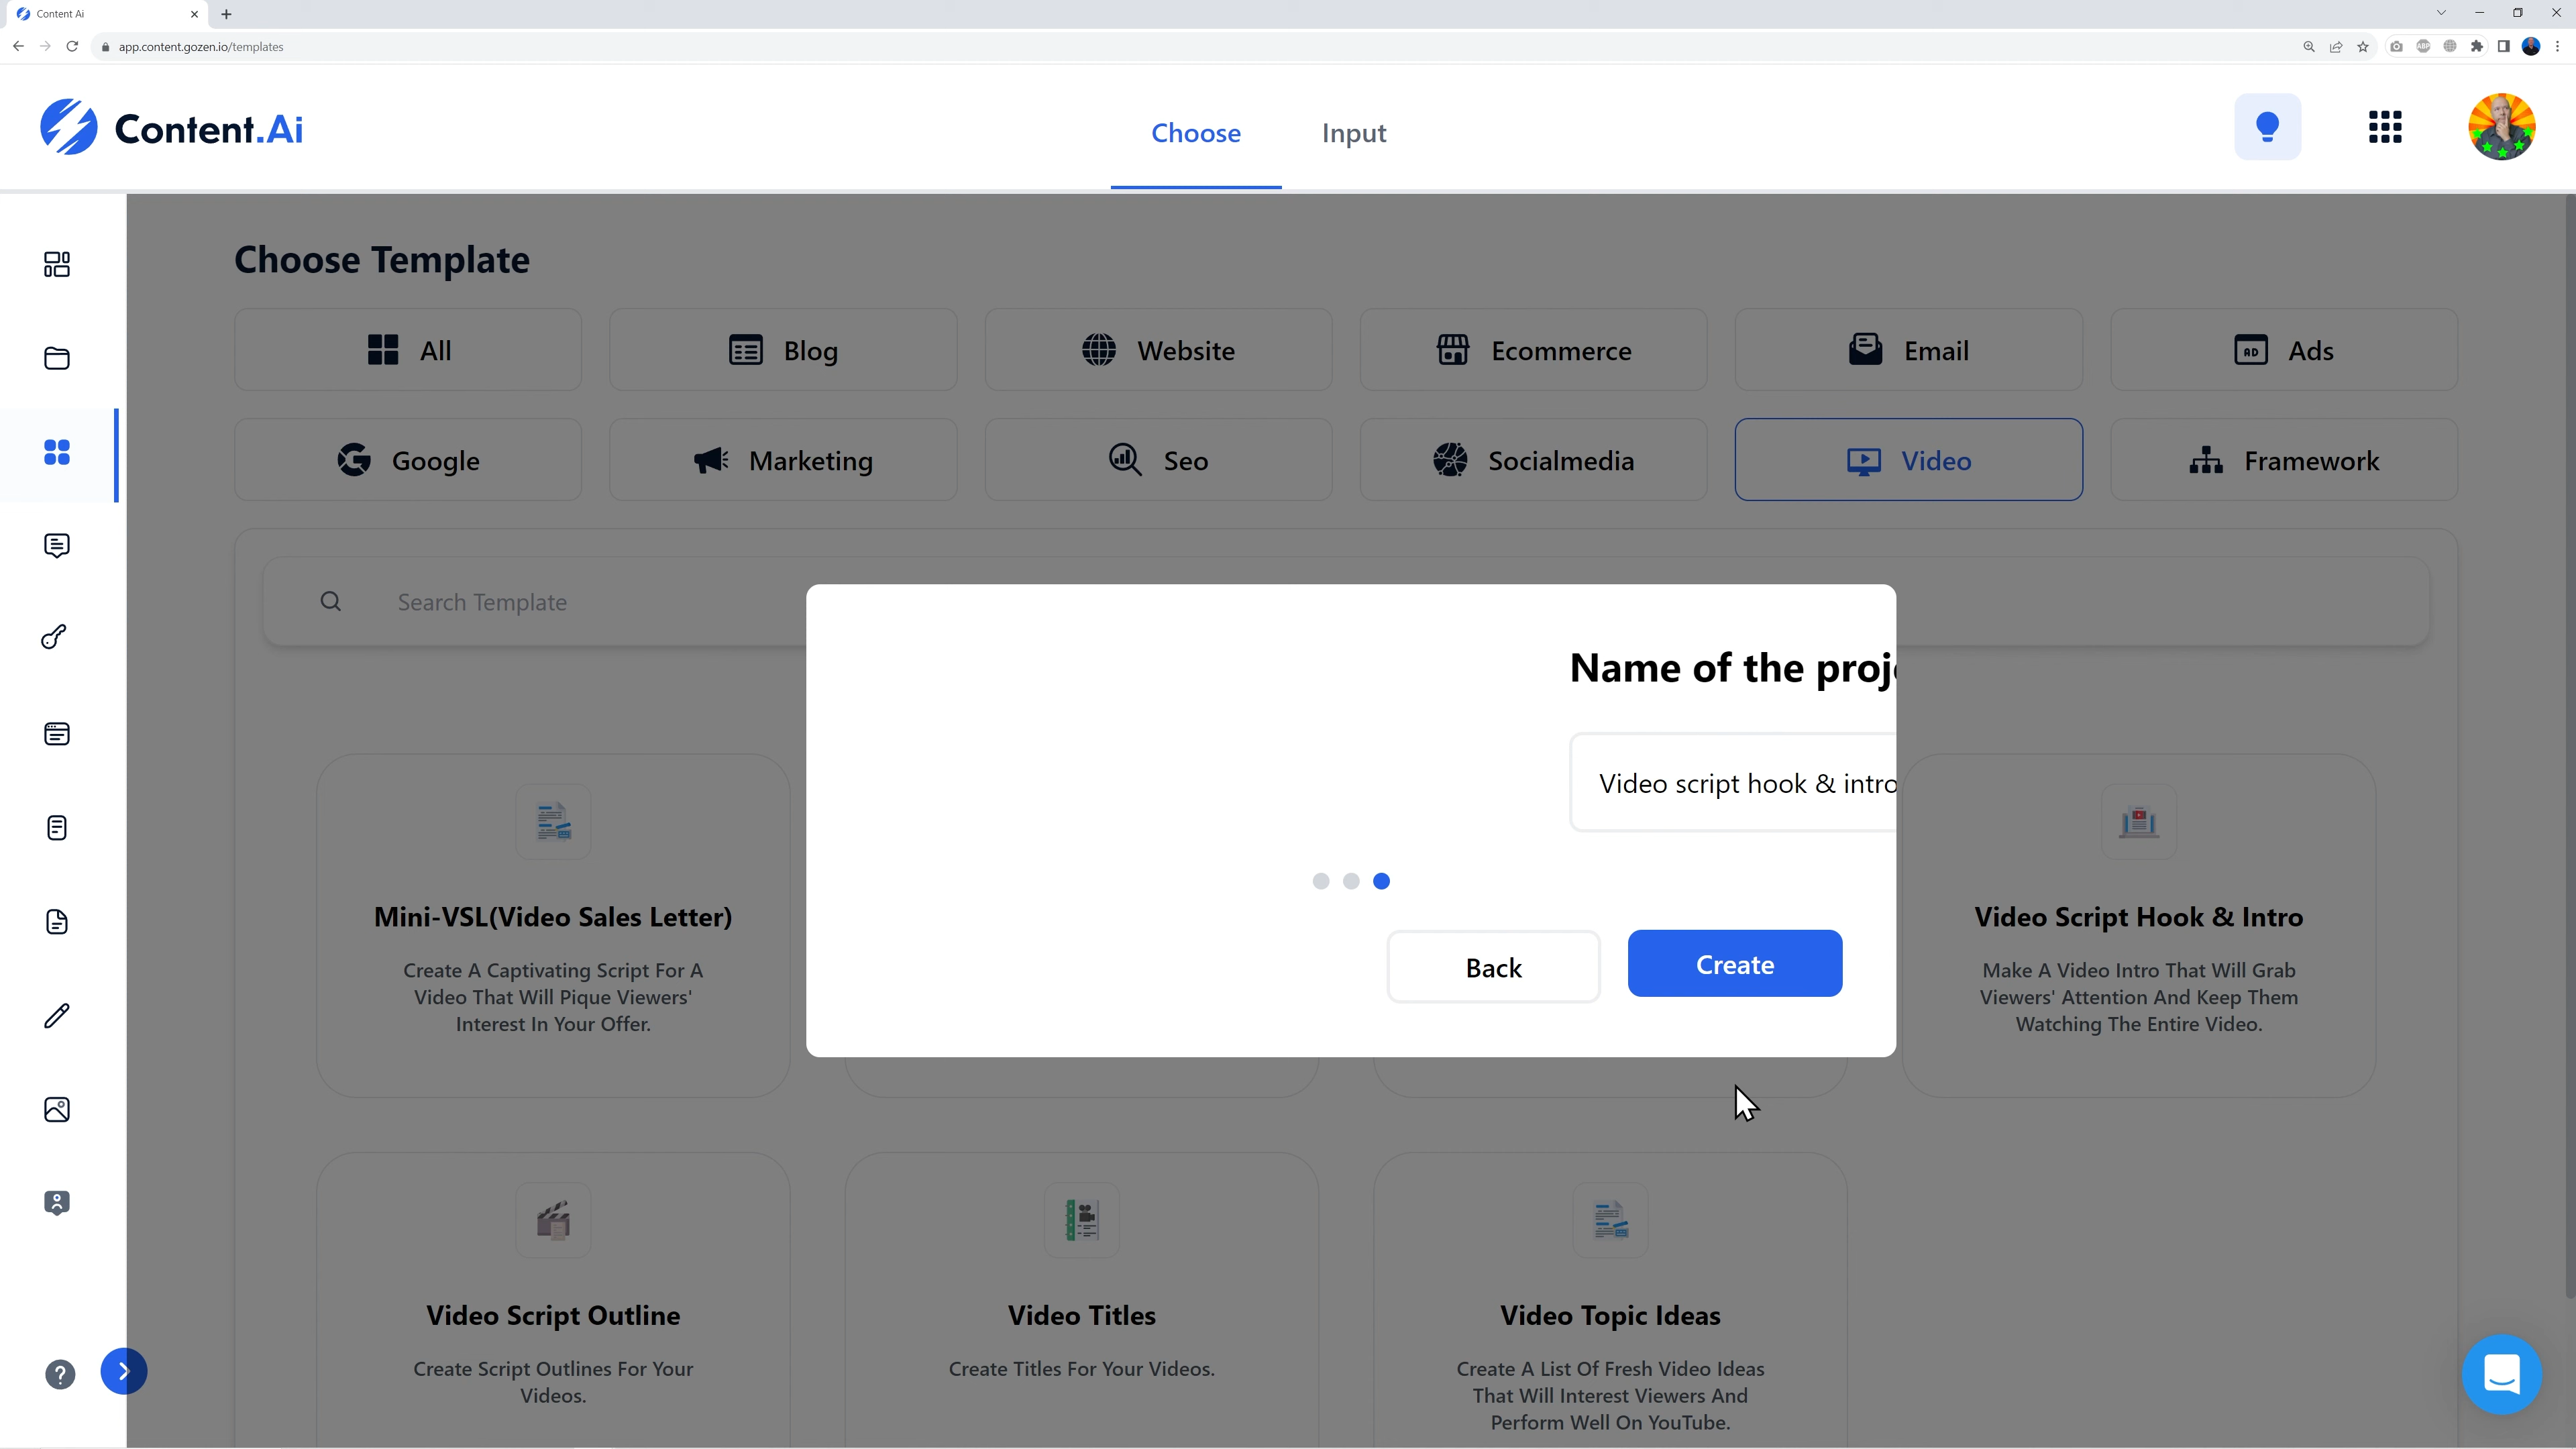 Content Ai
app.content.gozen.io/templates
Content.Ai
Choose
Input
Choose Template
All
Blog
Website
Ecommerce
Email
AD
Ads
Google
Marketing
Seo
Socialmedia
Video
Framework
Search Template
Name of the proje
Video script hook & intro
Back
Create
Mini-VSL(Video Sales Letter)
Create A Captivating Script For A
Video That Will Pique Viewers'
Interest In Your Offer.
Video Script Hook & Intro
Make A Video Intro That Will Grab
Viewers' Attention And Keep Them
Watching The Entire Video.
Video Script Outline
Create Script Outlines For Your
Videos.
Video Titles
Create Titles For Your Videos.
Video Topic Ideas
Create A List Of Fresh Video Ideas
That Will Interest Viewers And
Perform Well On YouTube.